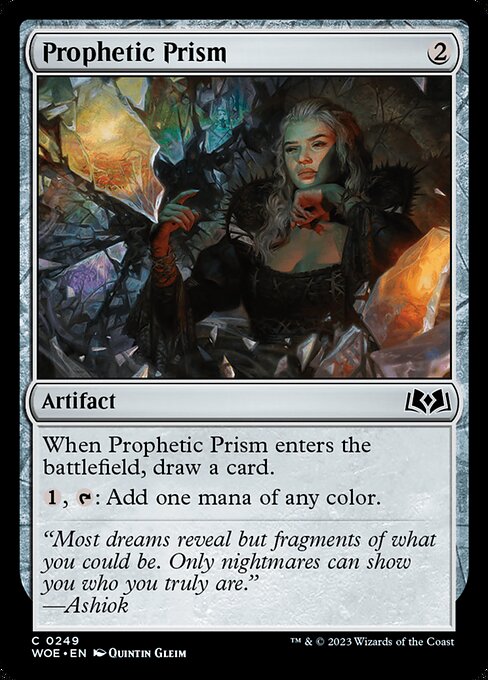 Prophetic Prism 2
Artifact
When Prophetic Prism enters the
battlefield, draw a card.
1, : Add one mana of any color.
“Most dreams reveal but fragments of what
you could be. Only nightmares can show
you who you truly are.”
—Ashiok
C 0249
WOE • EN Quintin Gleim
™ & © 2023 Wizards of the Coast